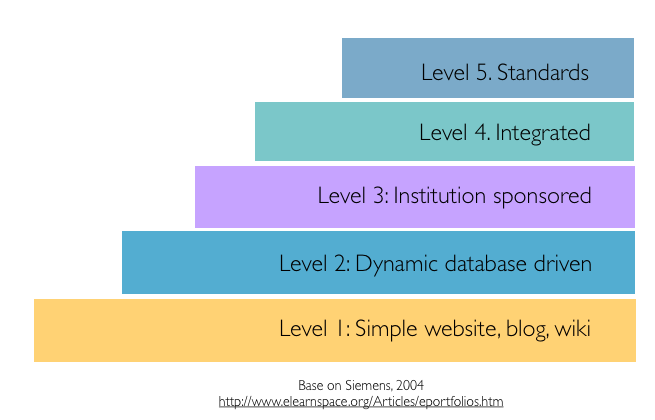 Level 5. Standards
Level 4. Integrated
Level 3: Institution sponsored
Level 2: Dynamic database driven
Level 1: Simple website, blog, wiki
Base on Siemens, 2004
http://www.elearnspace.org/Articles/eportfolios.htm